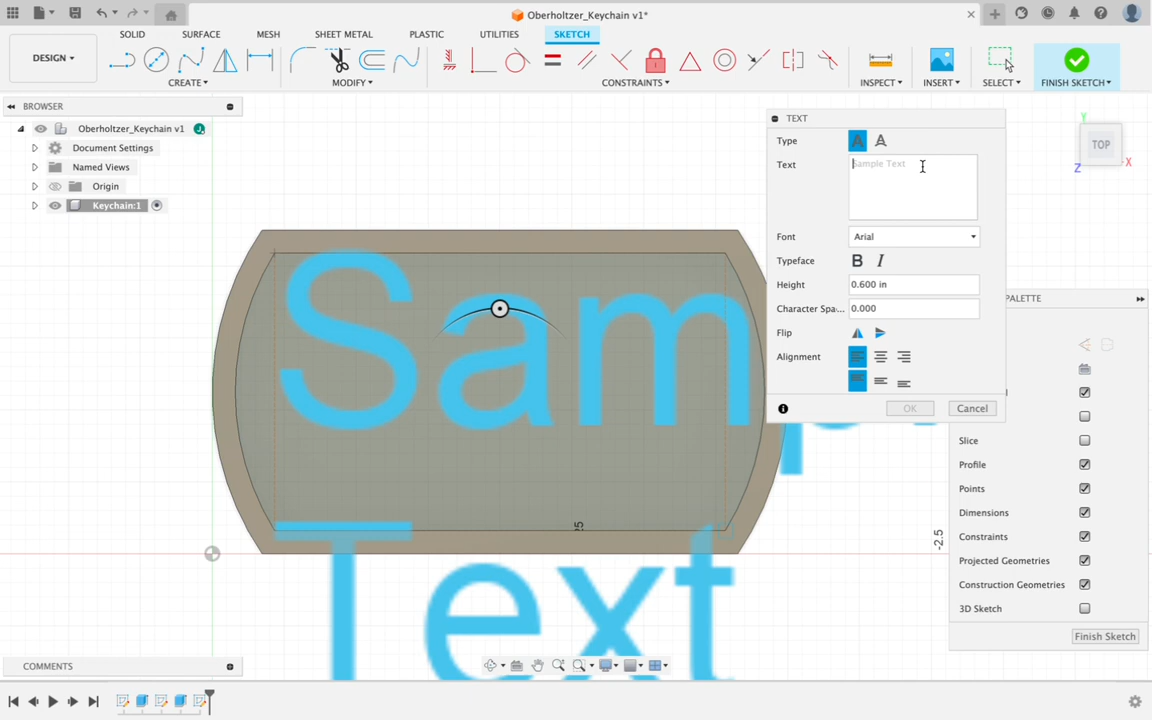 Oberholtzer_Keychain v1*
DESIGN
SOLID SURFACE MESH SHEET METAL PLASTIC UTILITIES SKETCH
CREATE MODIFY CONSTRAINTS INSPECT INSERT SELECT FINISH SKETCH
BROWSER
Oberholtzer_Keychain v1
Document Settings
Named Views
Origin
Keychain:1
TOP
Y
X
Z
TEXT
Type
Text
Sample Text
Font Arial
Typeface B I
Height 0.600 in
Character Spa... 0.000
Flip
Alignment
OK Cancel
PALETTE
Slice
Profile
Points
Dimensions
Constraints
Projected Geometries
Construction Geometries
3D Sketch
Finish Sketch
Sam
Text
25
-2.5
COMMENTS